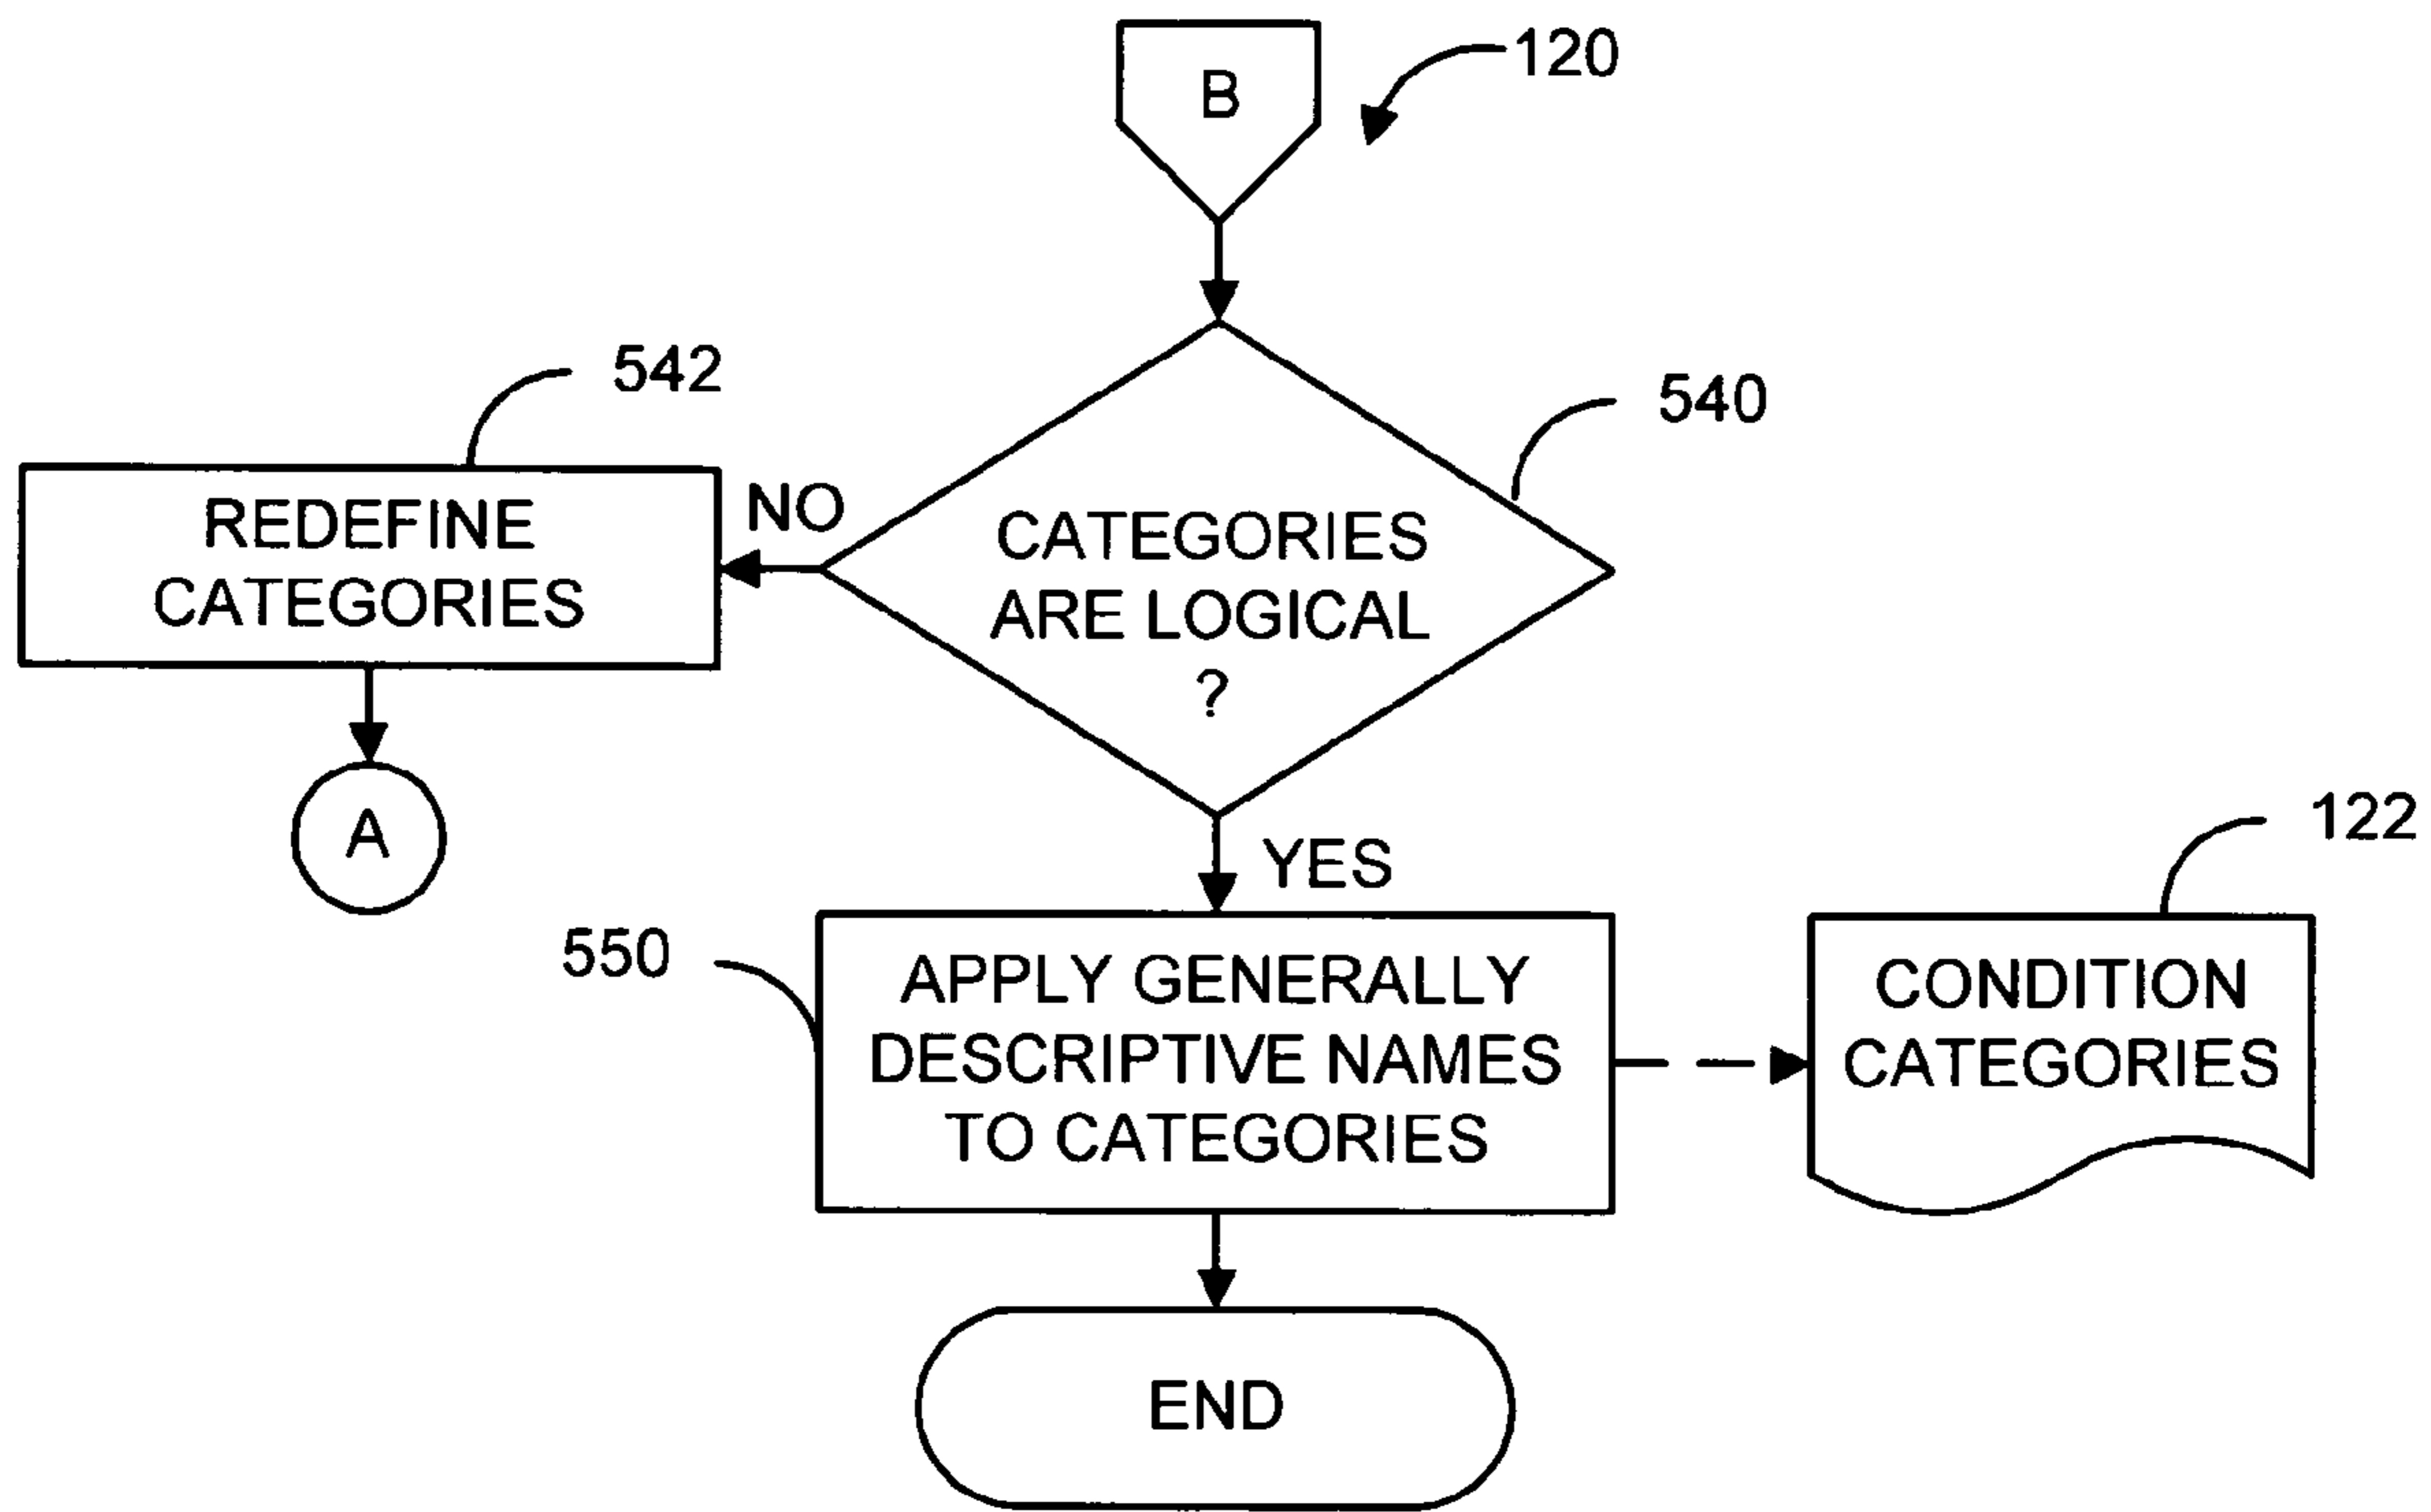 B
120
542
540
REDEFINE
CATEGORIES
NO
CATEGORIES
ARE LOGICAL
?
A
YES
122
550
APPLY GENERALLY
DESCRIPTIVE NAMES
TO CATEGORIES
CONDITION
CATEGORIES
END